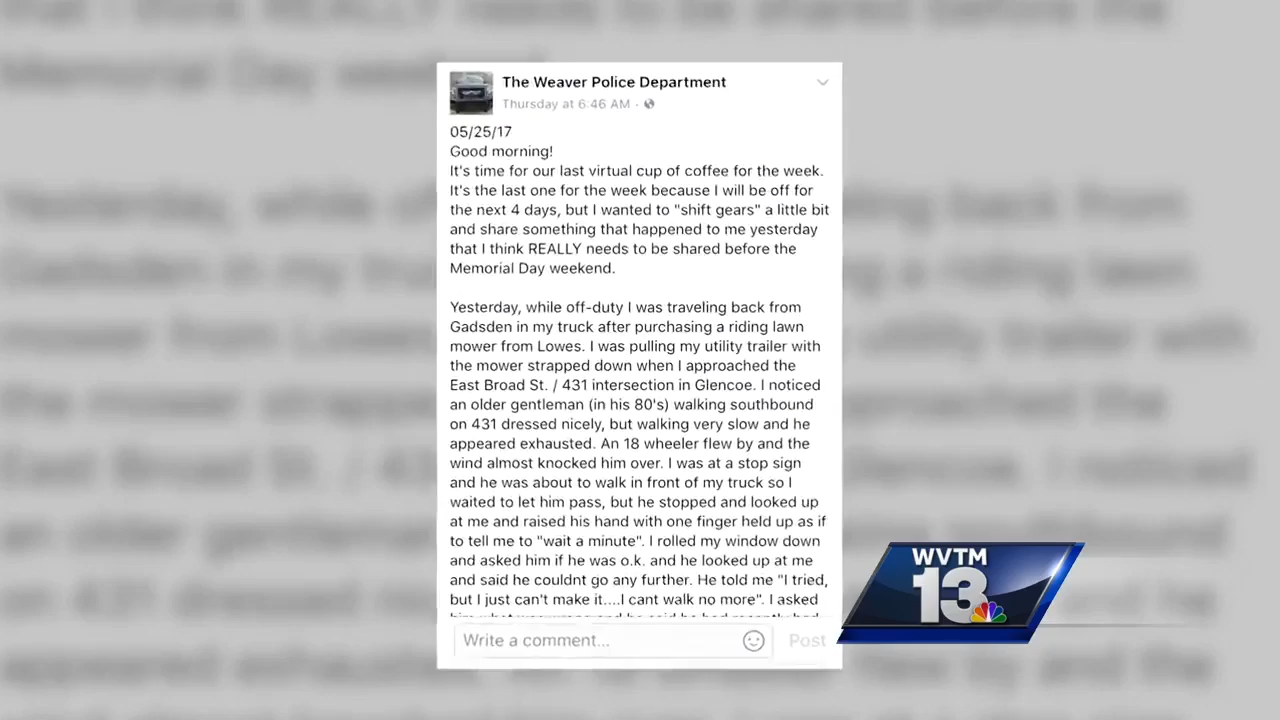 that I think REALLY needs to be shared before the
Memorial Day weekend.
The Weaver Police Department
Thursday at 6:46 AM ·
05/25/17
Good morning!
It's time for our last virtual cup of coffee for the week.
It's the last one for the week because I will be off for
the next 4 days, but I wanted to "shift gears" a little bit
and share something that happened to me yesterday
that I think REALLY needs to be shared before the
Memorial Day weekend.
Yesterday, while off-duty I was traveling back from
Gadsden in my truck after purchasing a riding lawn
mower from Lowes. I was pulling my utility trailer with
the mower strapped down when I approached the
East Broad St. / 431 intersection in Glencoe. I noticed
an older gentleman (in his 80's) walking southbound
on 431 dressed nicely, but walking very slow and he
appeared exhausted. An 18 wheeler flew by and the
wind almost knocked him over. I was at a stop sign
and he was about to walk in front of my truck so I
waited to let him pass, but he stopped and looked up
at me and raised his hand with one finger held up as if
to tell me to "wait a minute". I rolled my window down
and asked him if he was o.k. and he looked up at me
and said he couldnt go any further. He told me "I tried,
but I just can't make it....I cant walk no more". I asked
Write a comment...
Post
WVTM
13